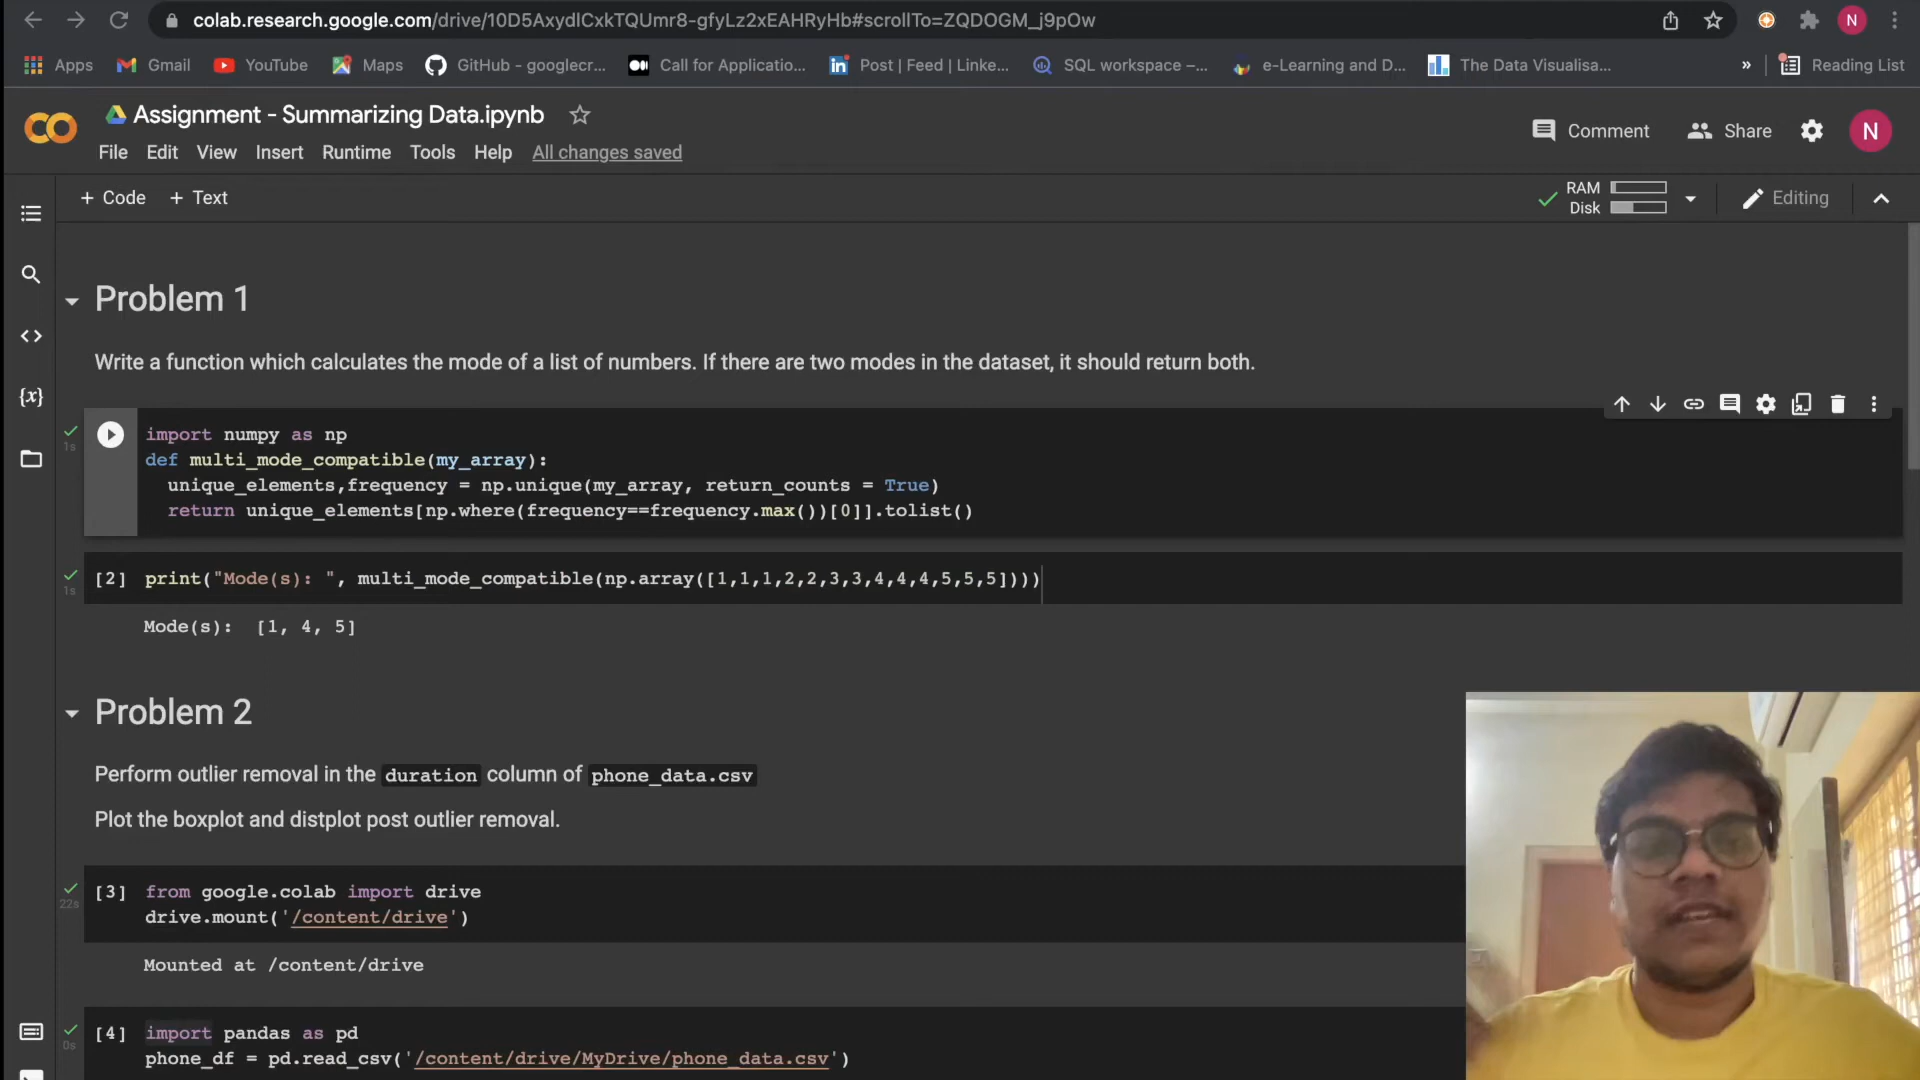 colab.research.google.com/drive/10D5AxydlCxkTQUmr8-gfyLz2xEAHRyHb#scrollTo=ZQDOGM_j9pOw
N
Apps Gmail YouTube Maps GitHub - googlecr... Call for Applicatio... Post | Feed | Linke... SQL workspace –... e-Learning and D... The Data Visualisa... » Reading List
Assignment - Summarizing Data.ipynb
Comment Share N
File Edit View Insert Runtime Tools Help All changes saved
+ Code + Text
RAM
Disk
Editing
Problem 1
Write a function which calculates the mode of a list of numbers. If there are two modes in the dataset, it should return both.
1s
import numpy as np
def multi_mode_compatible(my_array):
unique_elements,frequency = np.unique(my_array, return_counts = True)
return unique_elements[np.where(frequency==frequency.max())[0]].tolist()
[2] print("Mode(s): ", multi_mode_compatible(np.array([1,1,1,2,2,3,3,4,4,4,5,5,5])))
1s
Mode(s): [1, 4, 5]
Problem 2
Perform outlier removal in the duration column of phone_data.csv
Plot the boxplot and distplot post outlier removal.
[3] from google.colab import drive
22s
drive.mount('/content/drive')
Mounted at /content/drive
[4] import pandas as pd
0s
phone_df = pd.read_csv('/content/drive/MyDrive/phone_data.csv')